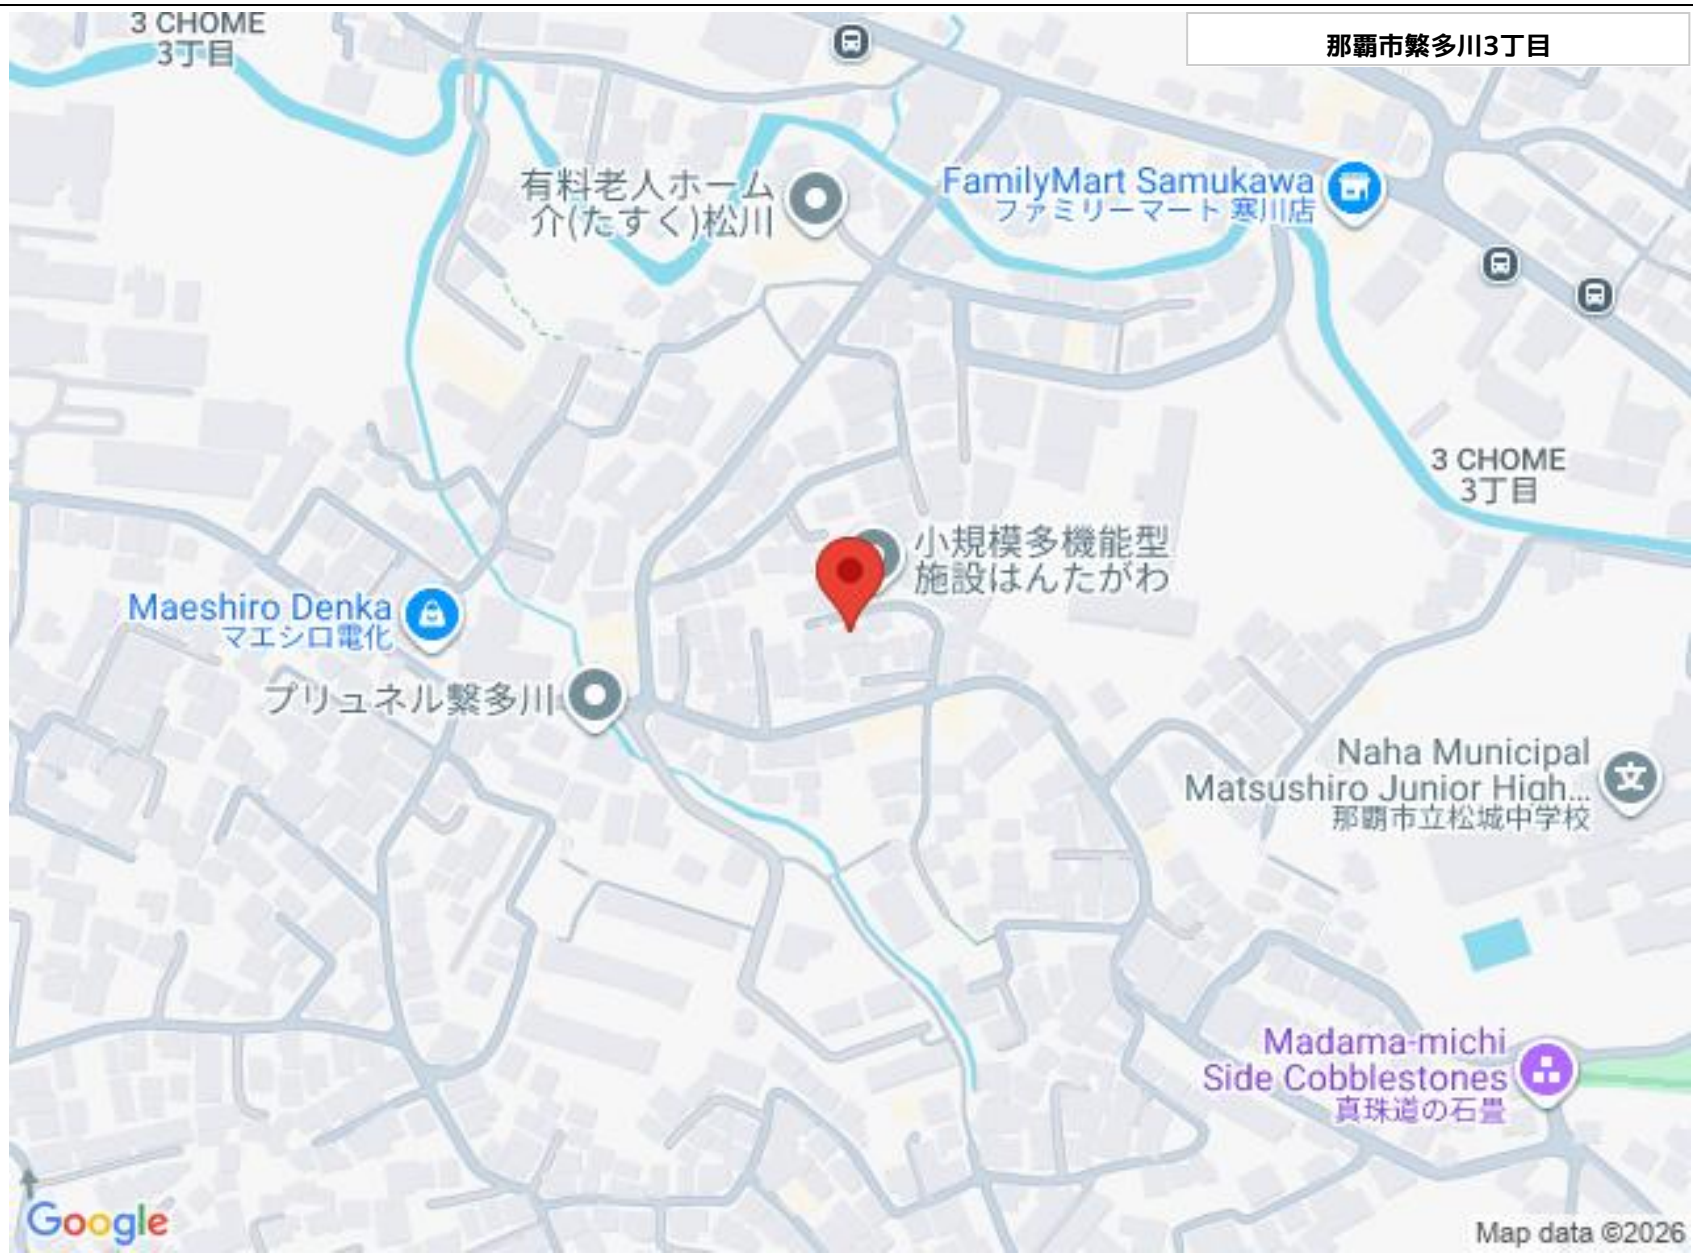 3 CHOME
3丁目
那覇市繁多川3丁目
有料老人ホーム
介(たすく)松川
FamilyMart Samukawa
ファミリーマート 寒川店
3 CHOME
3丁目
小規模多機能型
施設はんたがわ
Maeshiro Denka
マエシロ電化
プリュネル繋多川
Naha Municipal
Matsushiro Junior High...
那覇市立松城中学校
文
Madama-michi
Side Cobblestones
真珠道の石畳
Google
Map data ©2026